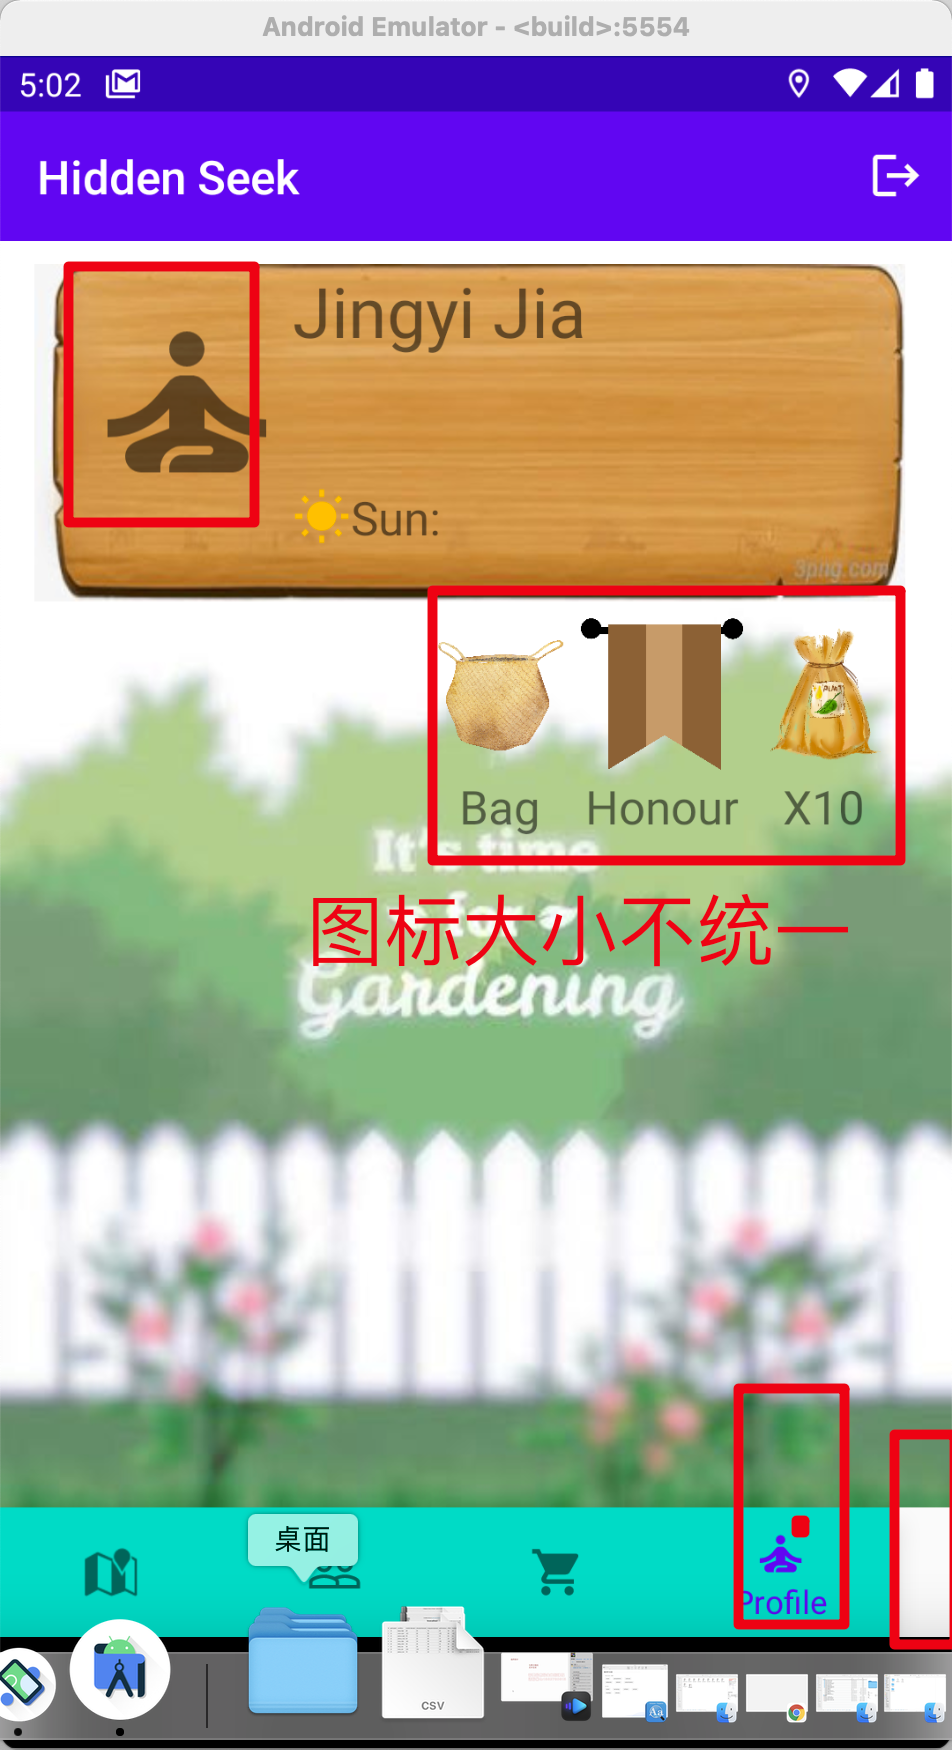 Android Emulator - <build>:5554
5:02
Hidden Seek
Jingyi Jia
Sun:
3png.com
Bag
Honour
X10
It's time
for a
图标大小不统一
Gardening
桌面
Profile
CSV